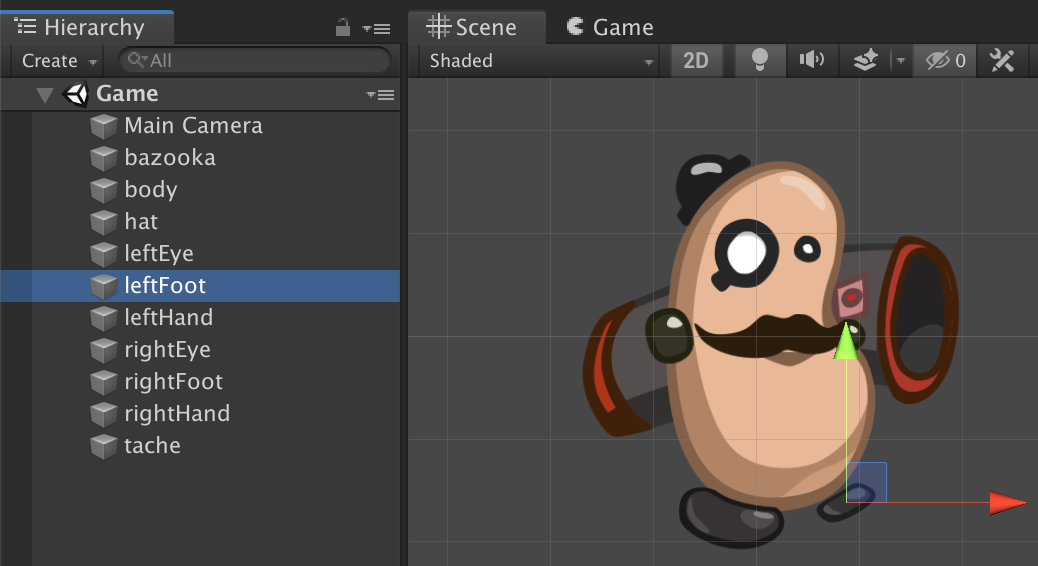 Hierarchy
Create
All
Game
Main Camera
bazooka
body
hat
leftEye
leftFoot
leftHand
rightEye
rightFoot
rightHand
tache
Scene
Game
Shaded
2D
0